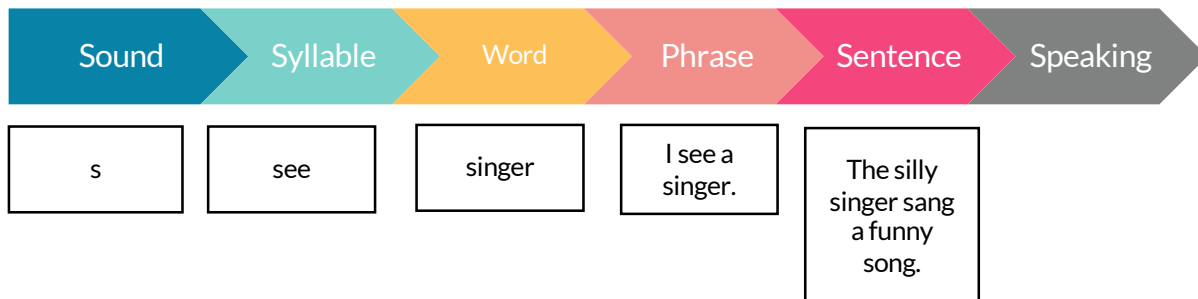 Sound Syllable Word Phrase Sentence Speaking
s
see
singer
I see a
singer.
The silly
singer sang
a funny
song.